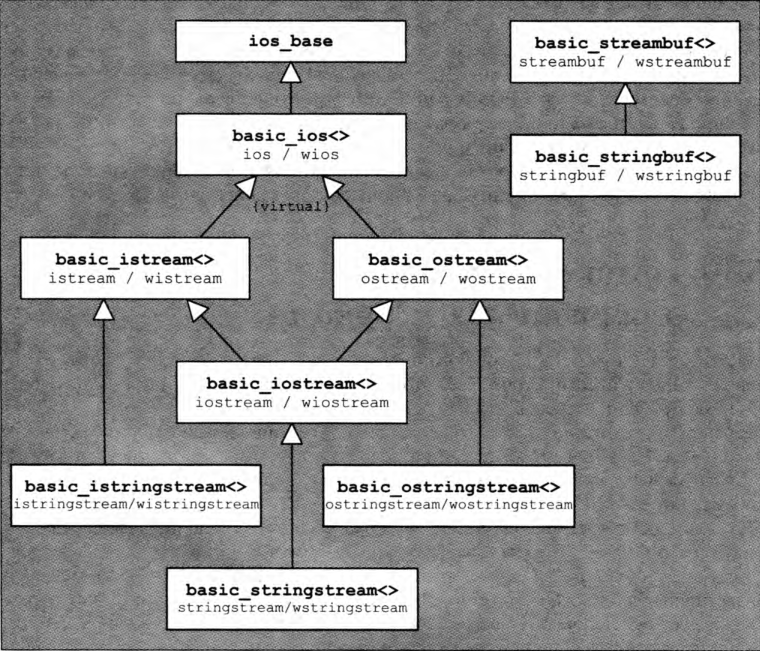 ios_base
basic_streambuf<>
streambuf / wstreambuf
basic_ios<>
ios / wios
basic_stringbuf<>
stringbuf / wstringbuf
{virtual}
basic_istream<>
istream / wistream
basic_ostream<>
ostream / wostream
basic_iostream<>
iostream / wiostream
basic_istringstream<>
istringstream/wistringstream
basic_ostringstream<>
ostringstream/wostringstream
basic_stringstream<>
stringstream/wstringstream